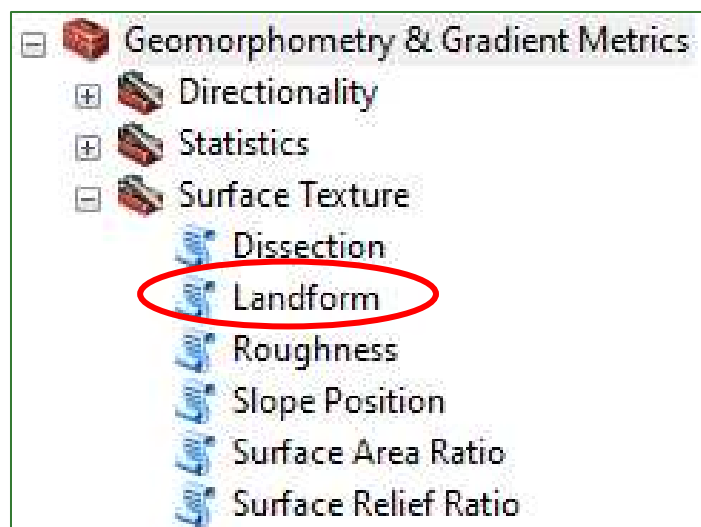 Geomorphometry & Gradient Metrics
Directionality
Statistics
Surface Texture
Dissection
Landform
Roughness
Slope Position
Surface Area Ratio
Surface Relief Ratio